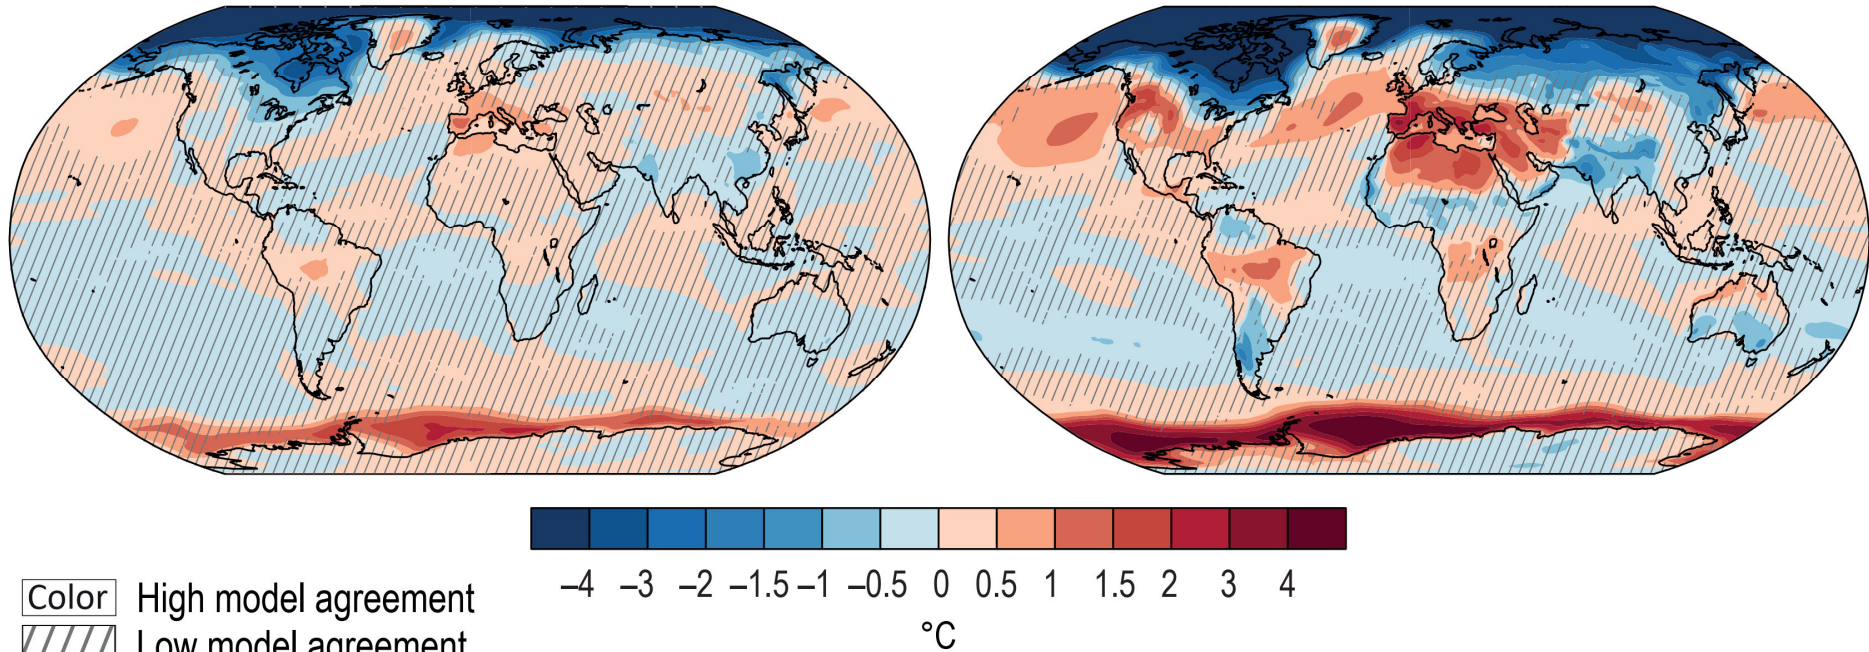 –4 –3 –2 –1.5 –1 –0.5 0 0.5 1 1.5 2 3 4
Color High model agreement
°C
Low model agreement